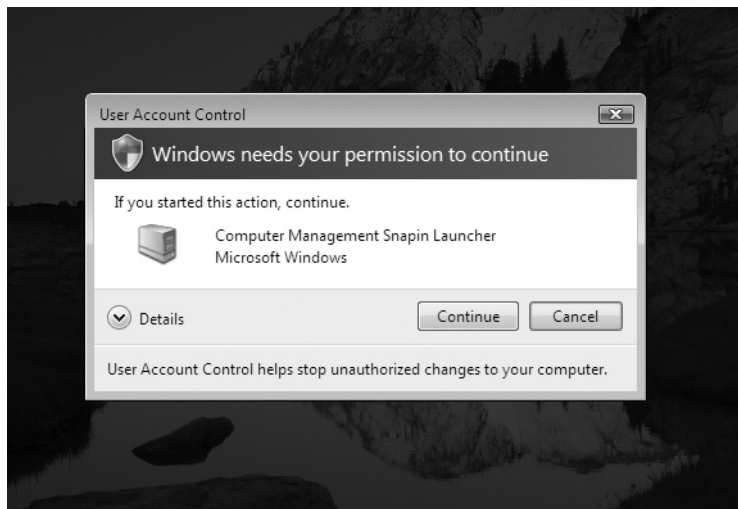 User Account Control
Windows needs your permission to continue
If you started this action, continue.
Computer Management Snapin Launcher
Microsoft Windows
Details
Continue
Cancel
User Account Control helps stop unauthorized changes to your computer.